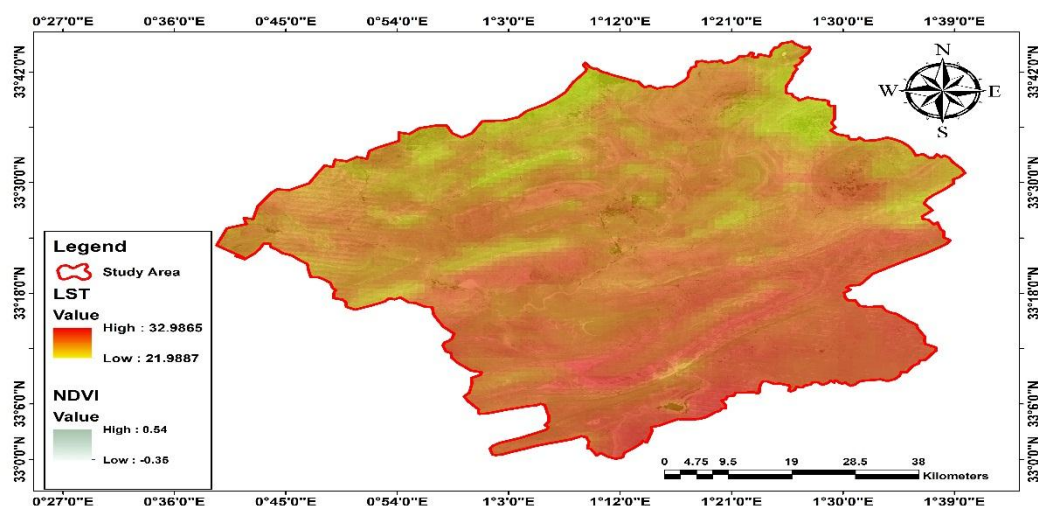 0°27'0"E 0°36'0"E 0°45'0"E 0°54'0"E 1°3'0"E 1°12'0"E 1°21'0"E 1°30'0"E 1°39'0"E
33°42'0"N 33°42'0"N
N
W E
S
33°30'0"N 33°30'0"N
Legend
Study Area
LST
Value
High : 32.9865
Low : 21.9887
33°18'0"N 33°18'0"N
NDVI
Value
High : 0.54
Low : -0.35
33°6'0"N 33°6'0"N
33°0'0"N 33°0'0"N
0 4.75 9.5 19 28.5 38
Kilometers
0°27'0"E 0°36'0"E 0°45'0"E 0°54'0"E 1°3'0"E 1°12'0"E 1°21'0"E 1°30'0"E 1°39'0"E